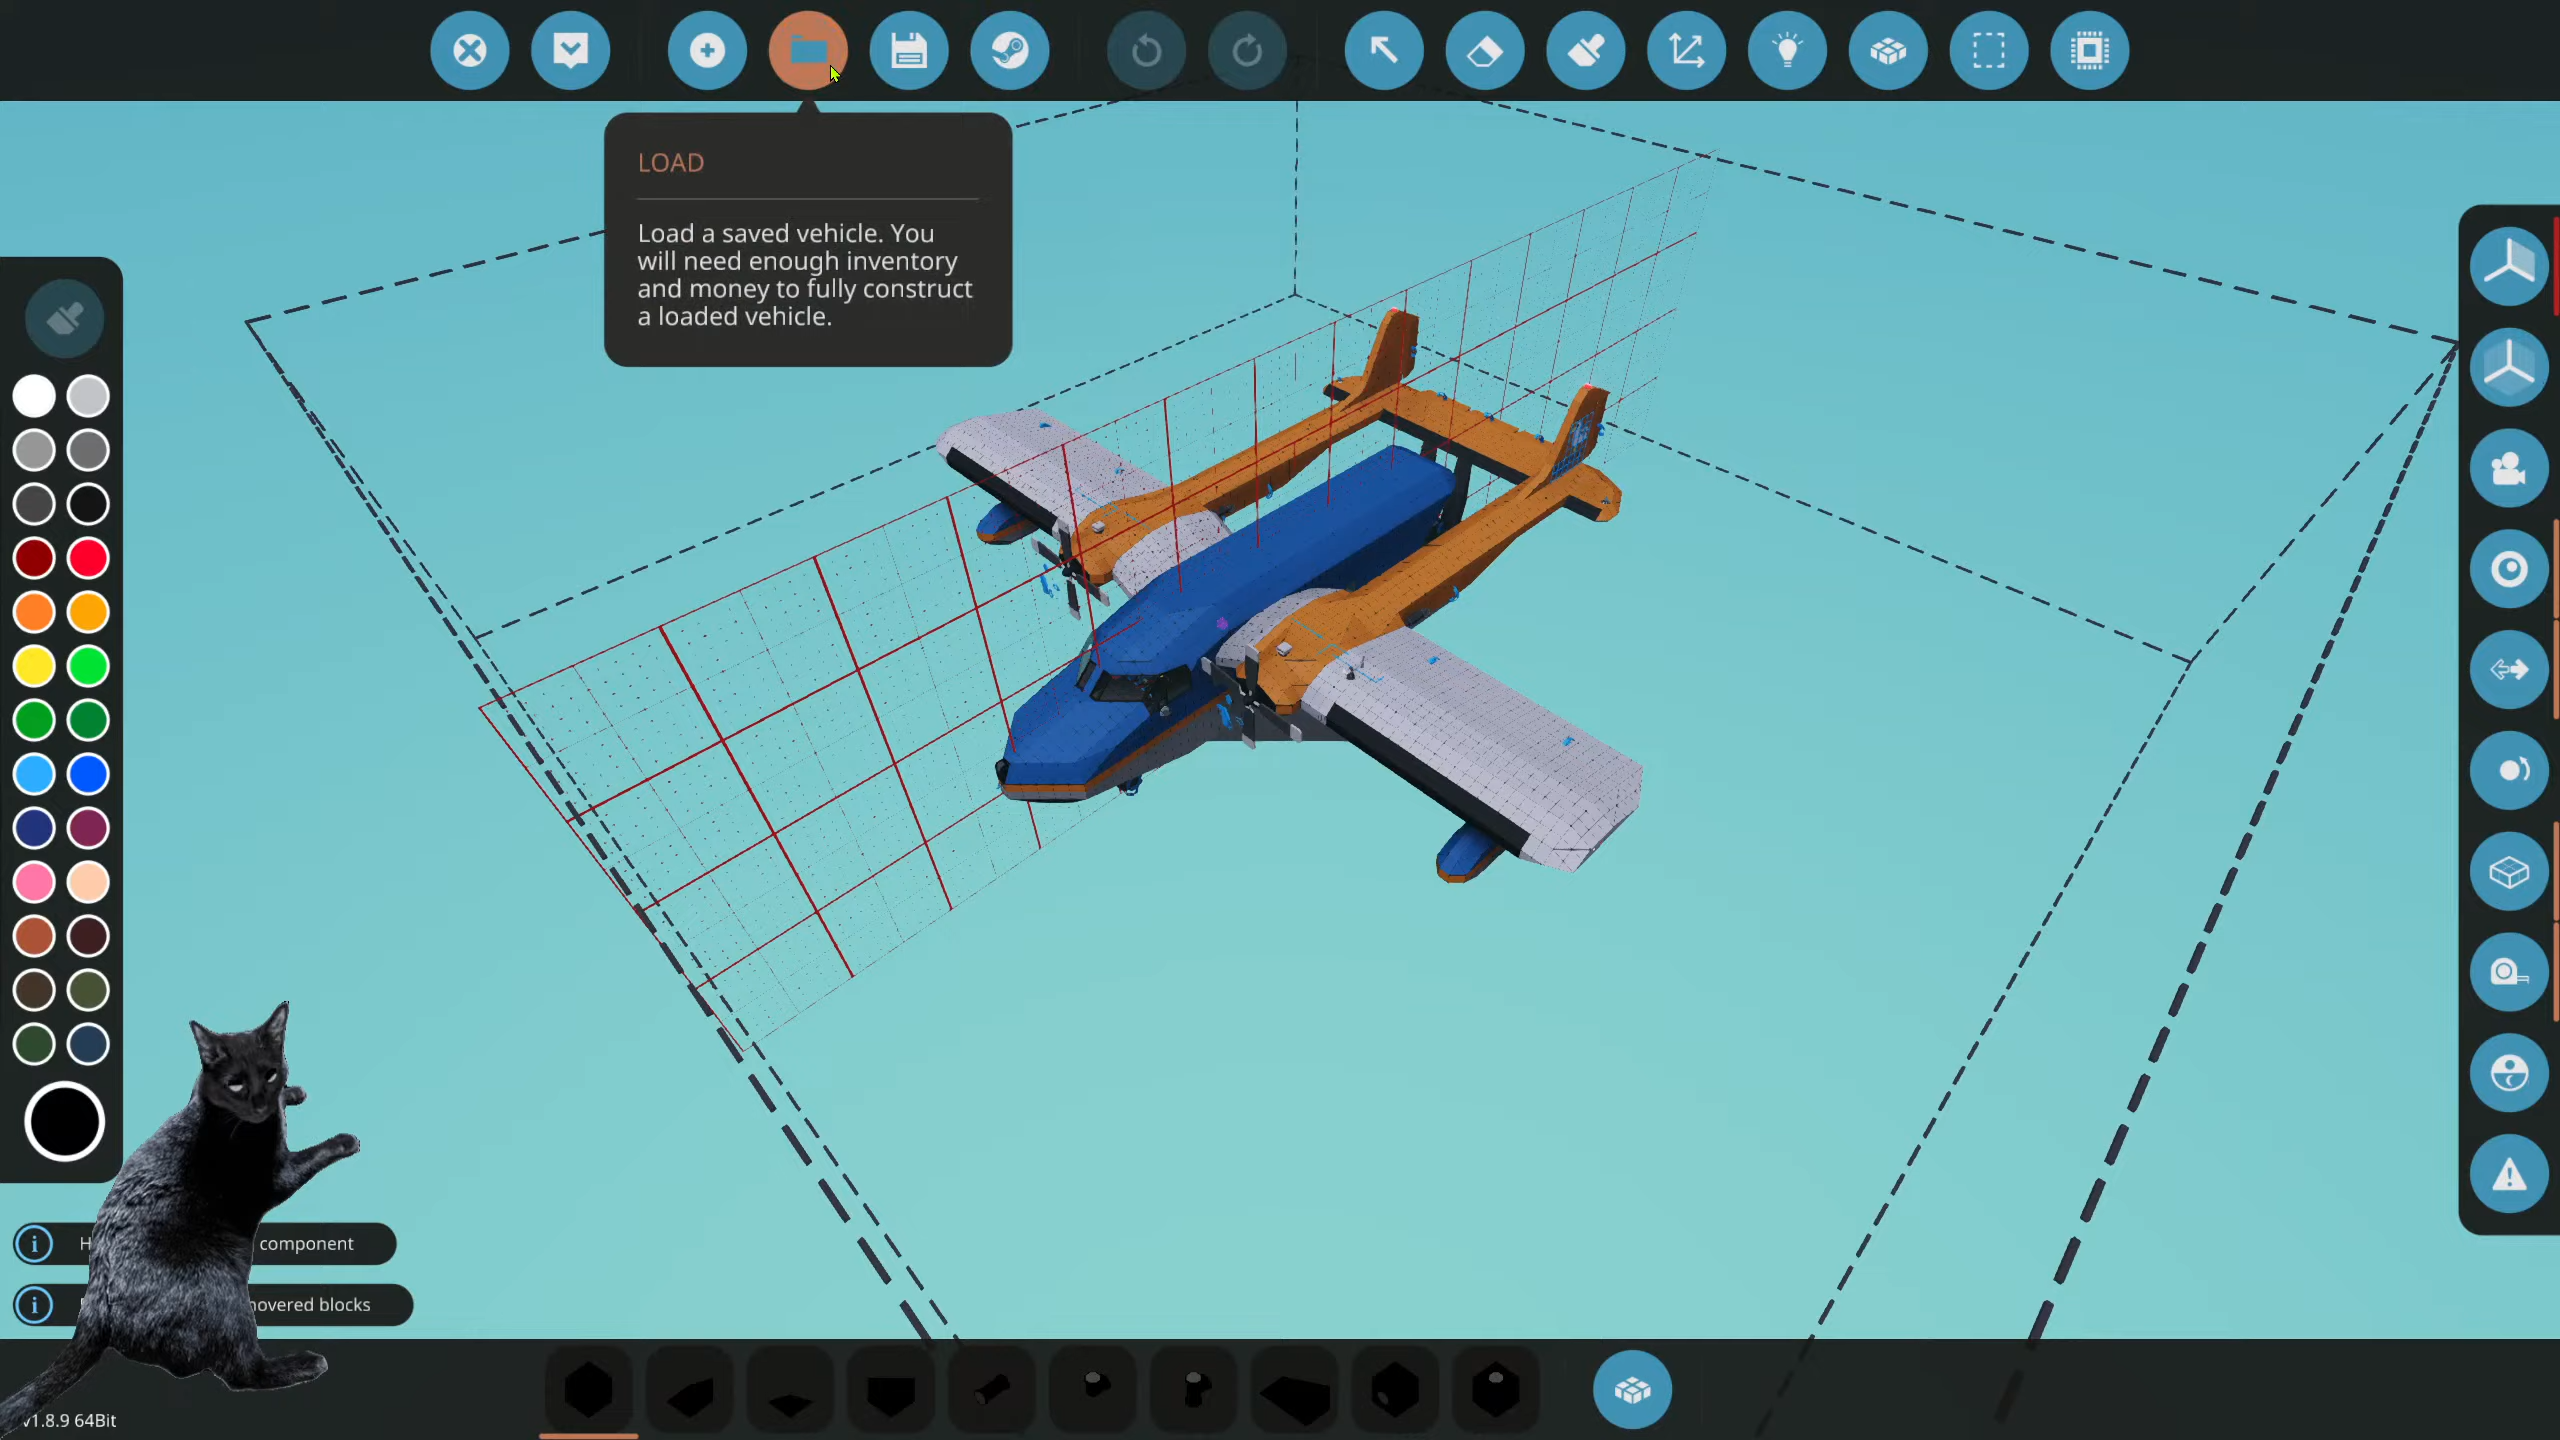 LOAD
Load a saved vehicle. You
will need enough inventory
and money to fully construct
a loaded vehicle.
component
hovered blocks
v1.8.9 64Bit